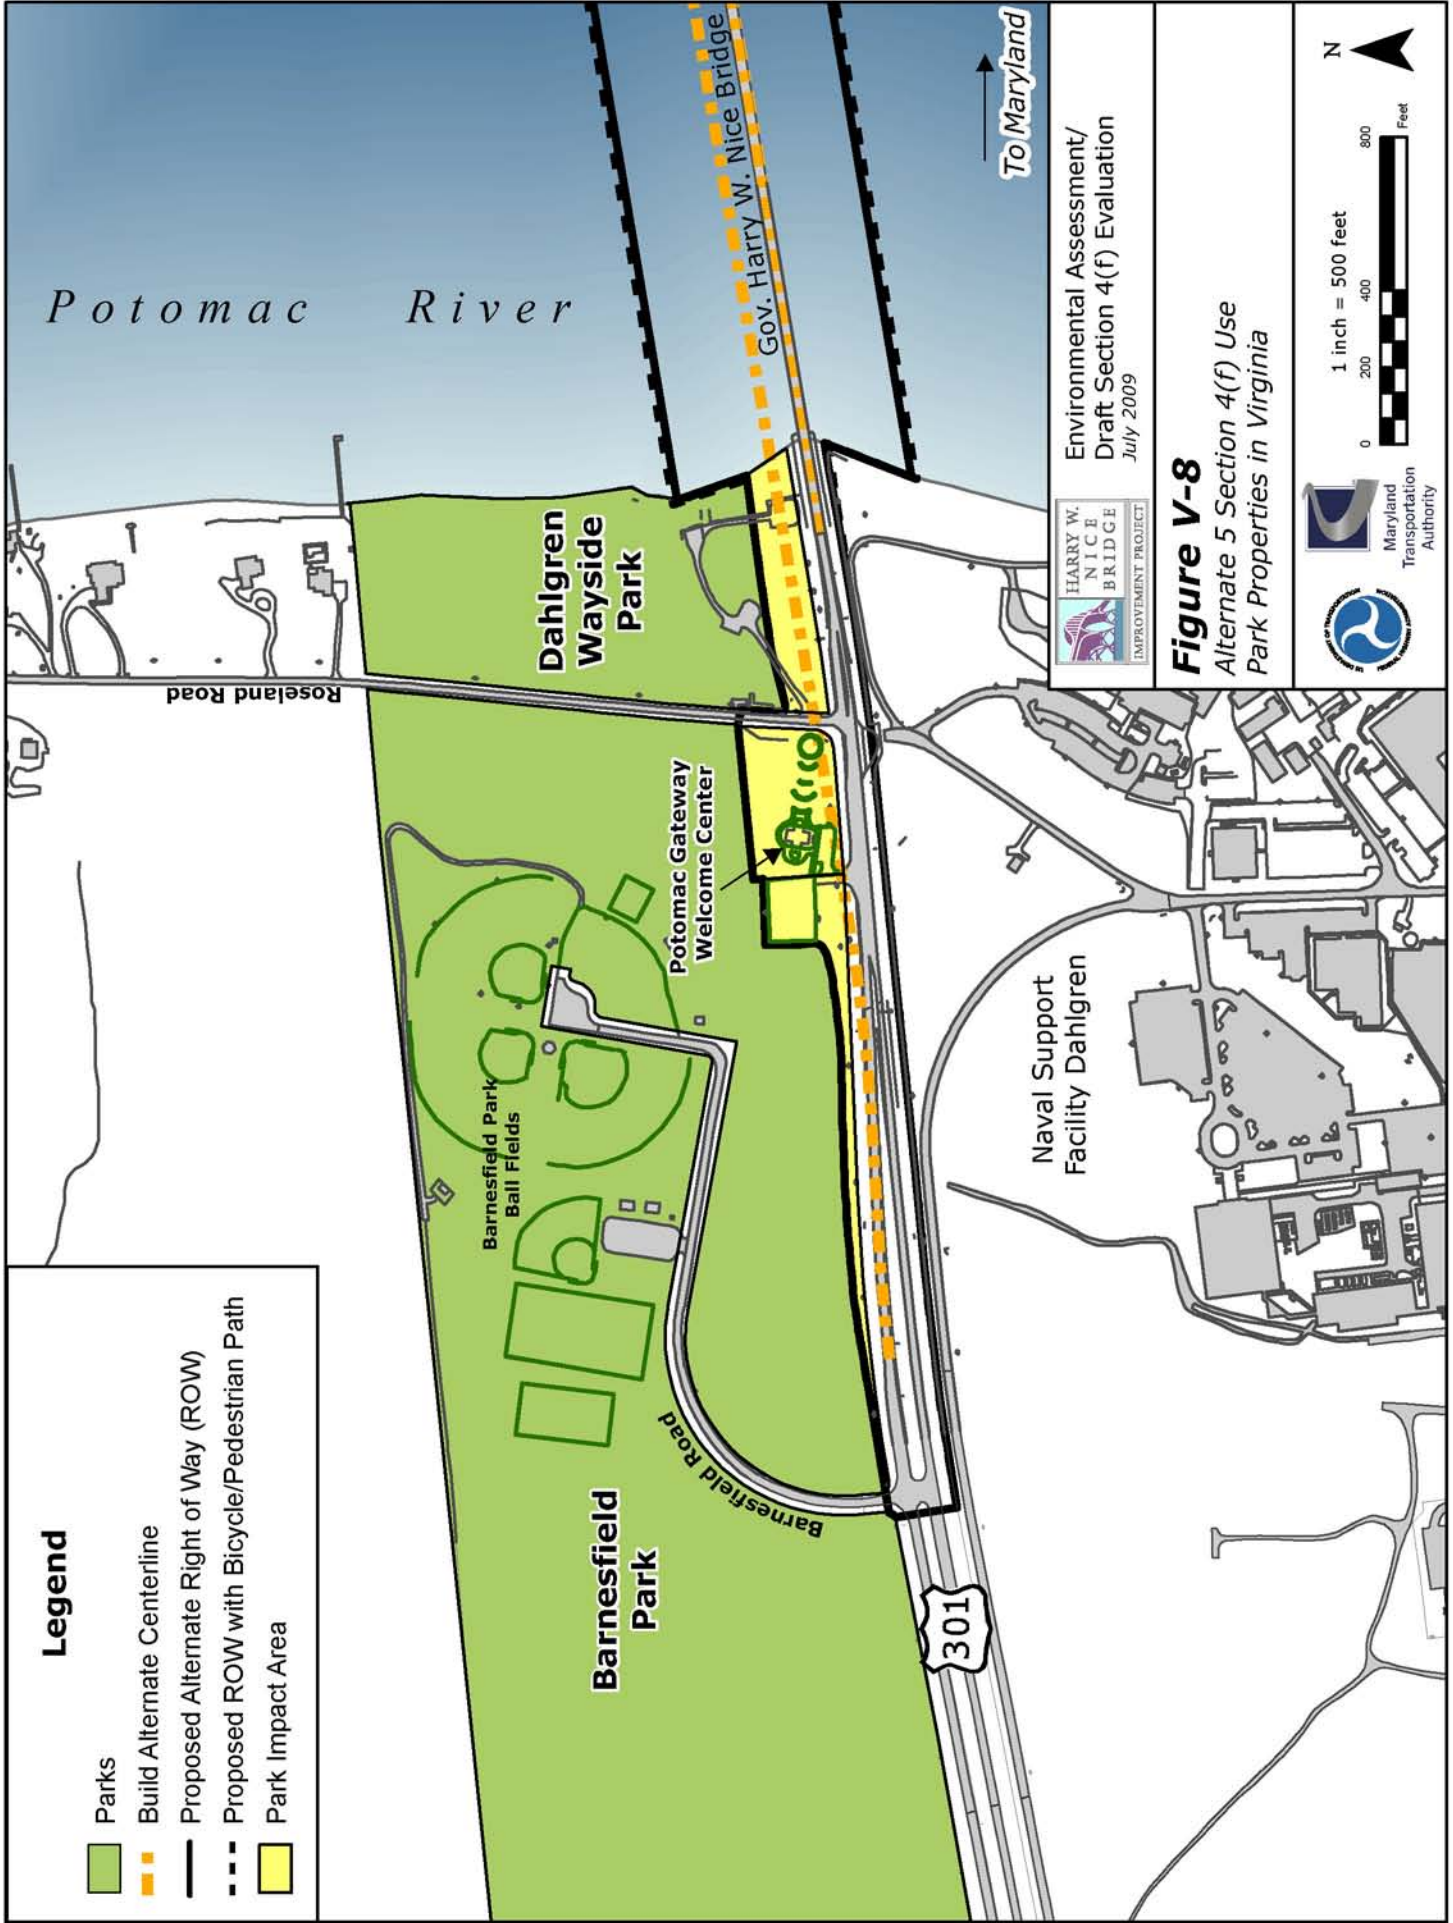 Legend
Parks
Build Alternate Centerline
Proposed Alternate Right of Way (ROW)
Proposed ROW with Bicycle/Pedestrian Path
Park Impact Area
Potomac River
Roseland Road
Dahlgren
Wayside
Park
Gov. Harry W. Nice Bridge
To Maryland
Potomac Gateway
Welcome Center
Barnesfield Park
Ball Fields
Barnesfield
Park
Barnesfield Road
301
Naval Support
Facility Dahlgren
HARRY W.
NICE
BRIDGE
IMPROVEMENT PROJECT
Environmental Assessment/
Draft Section 4(f) Evaluation
July 2009
Figure V-8
Alternate 5 Section 4(f) Use
Park Properties in Virginia
Maryland
Transportation
Authority
1 inch = 500 feet
0 200 400 800
Feet
N